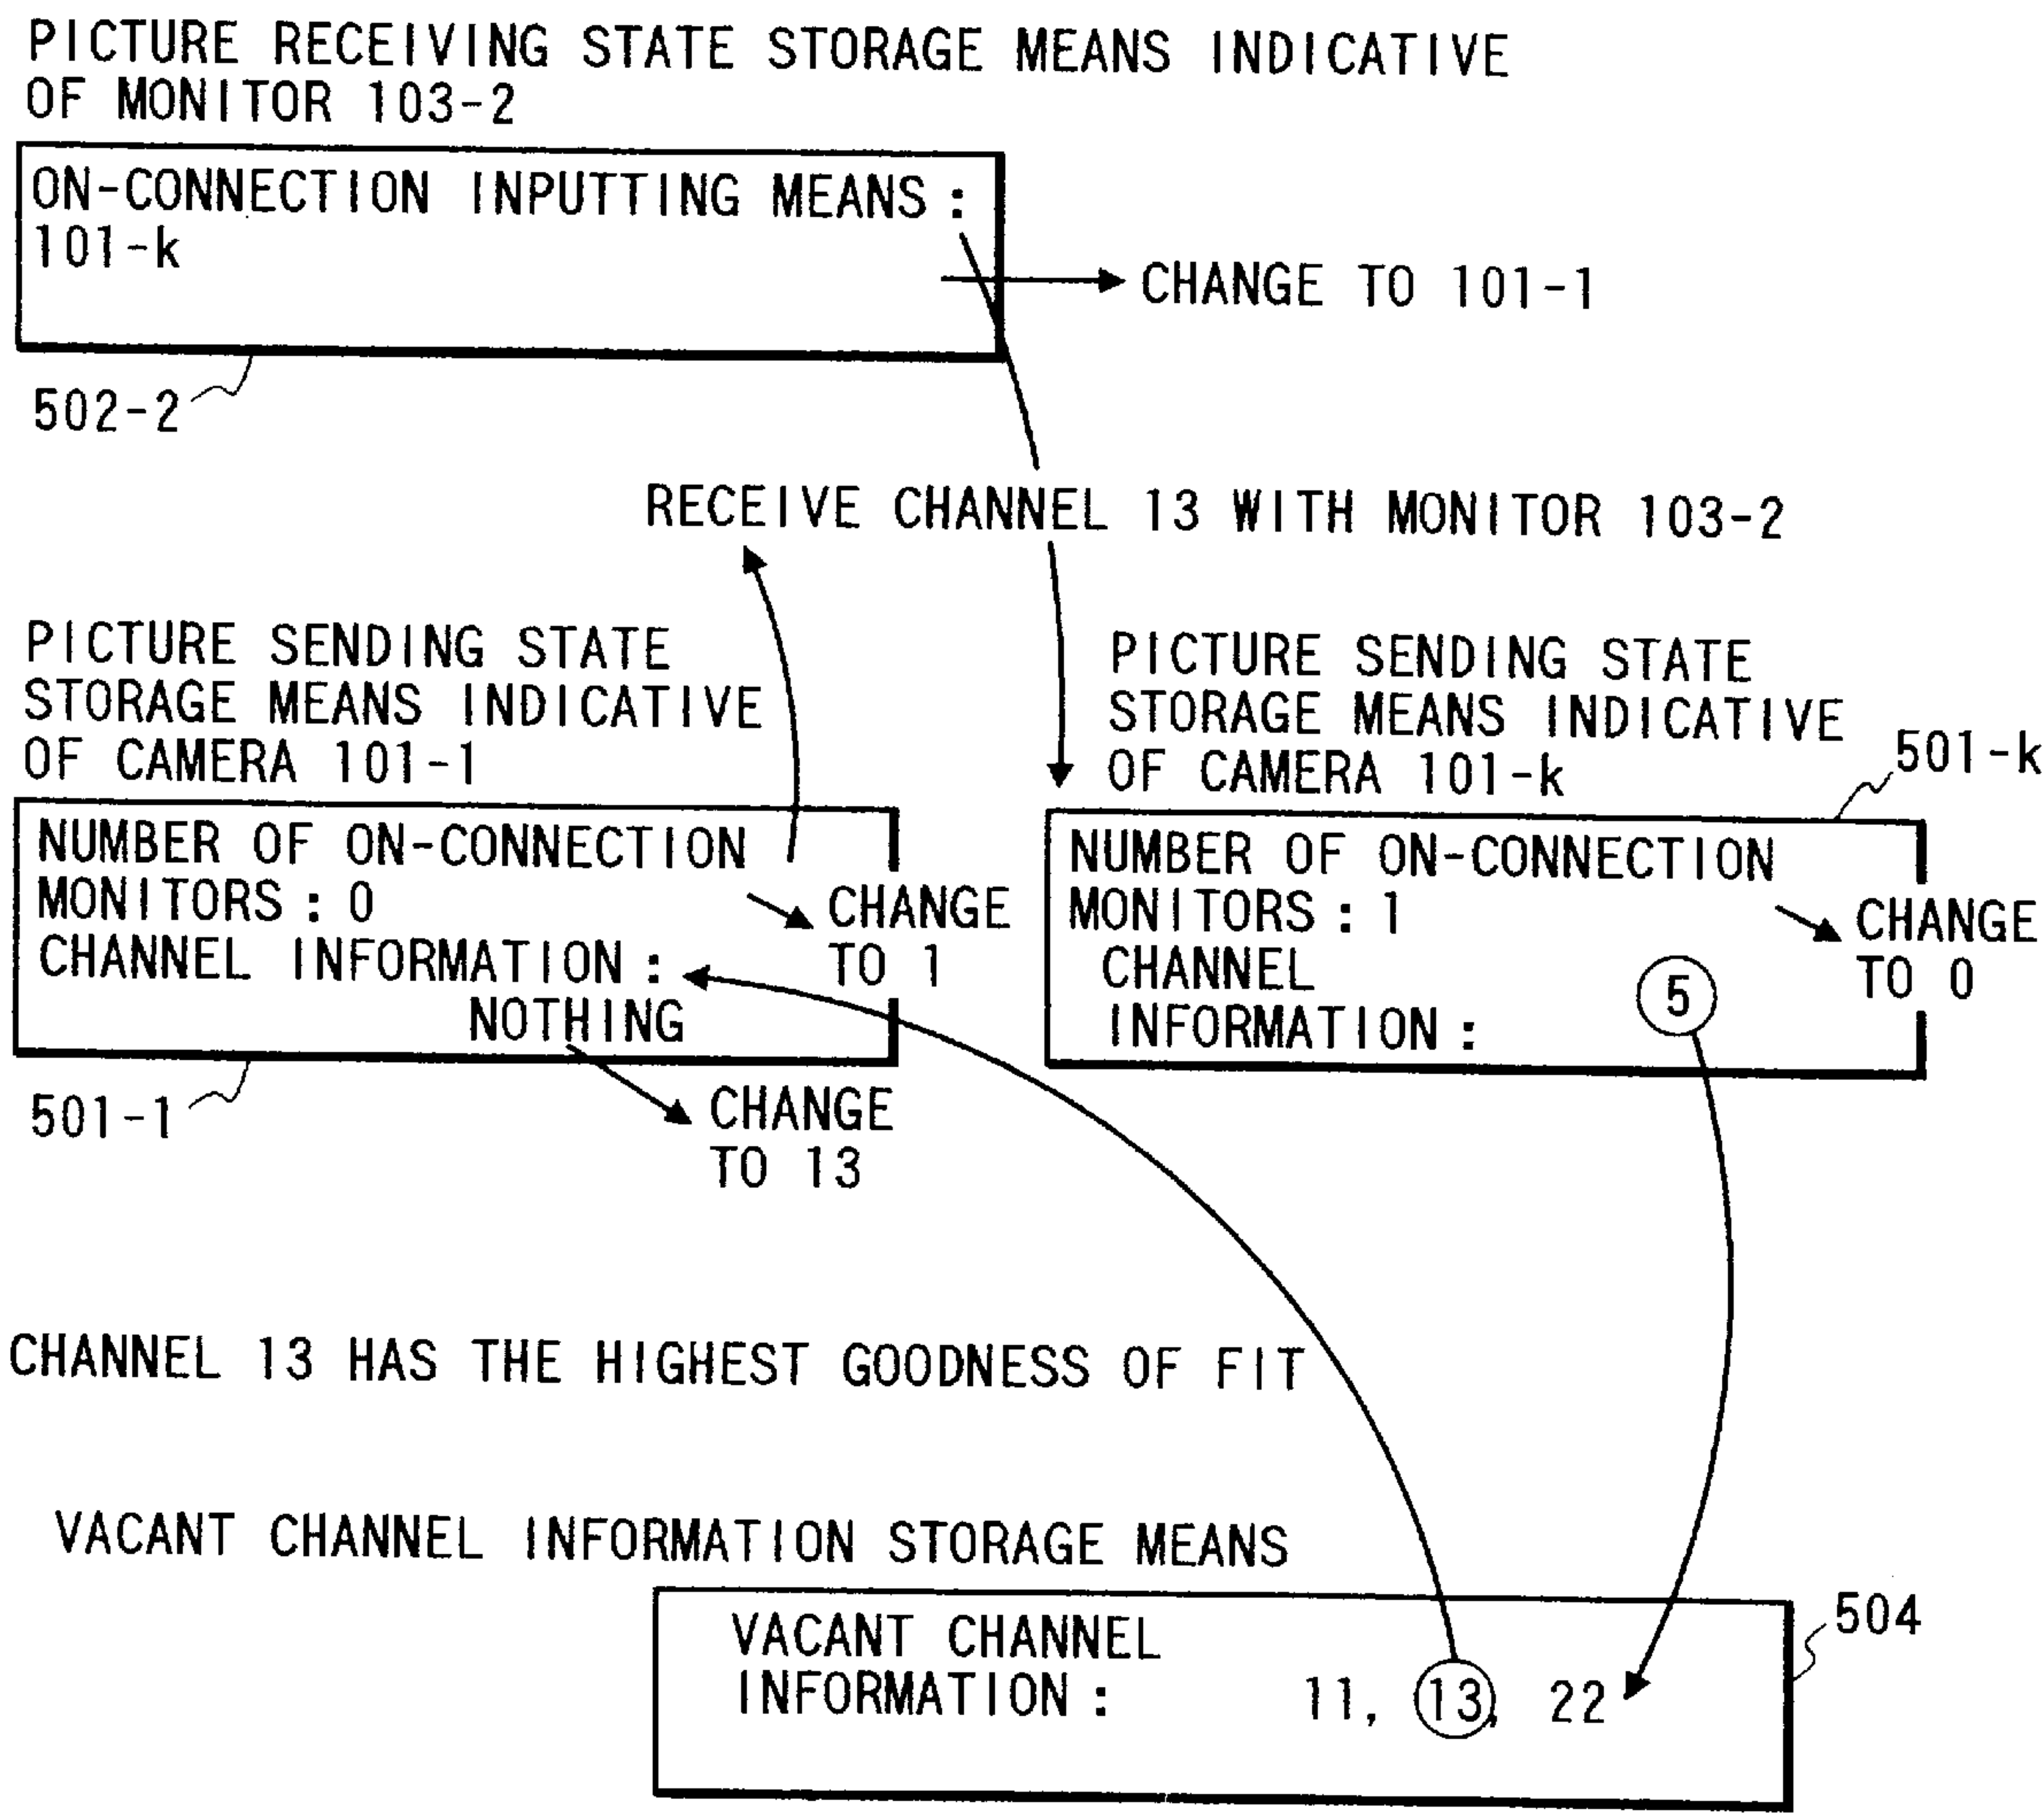 PICTURE RECEIVING STATE STORAGE MEANS INDICATIVE
OF MONITOR 103-2
ON-CONNECTION INPUTTING MEANS :
101-k
CHANGE TO 101-1
502-2
RECEIVE CHANNEL 13 WITH MONITOR 103-2
PICTURE SENDING STATE
STORAGE MEANS INDICATIVE
OF CAMERA 101-1
NUMBER OF ON-CONNECTION
MONITORS : 0
CHANNEL INFORMATION :
NOTHING
CHANGE
TO 1
501-1
CHANGE
TO 13
PICTURE SENDING STATE
STORAGE MEANS INDICATIVE
OF CAMERA 101-k
501-k
NUMBER OF ON-CONNECTION
MONITORS : 1
CHANNEL
INFORMATION :
5
CHANGE
TO 0
CHANNEL 13 HAS THE HIGHEST GOODNESS OF FIT
VACANT CHANNEL INFORMATION STORAGE MEANS
504
VACANT CHANNEL
INFORMATION : 11, 13, 22